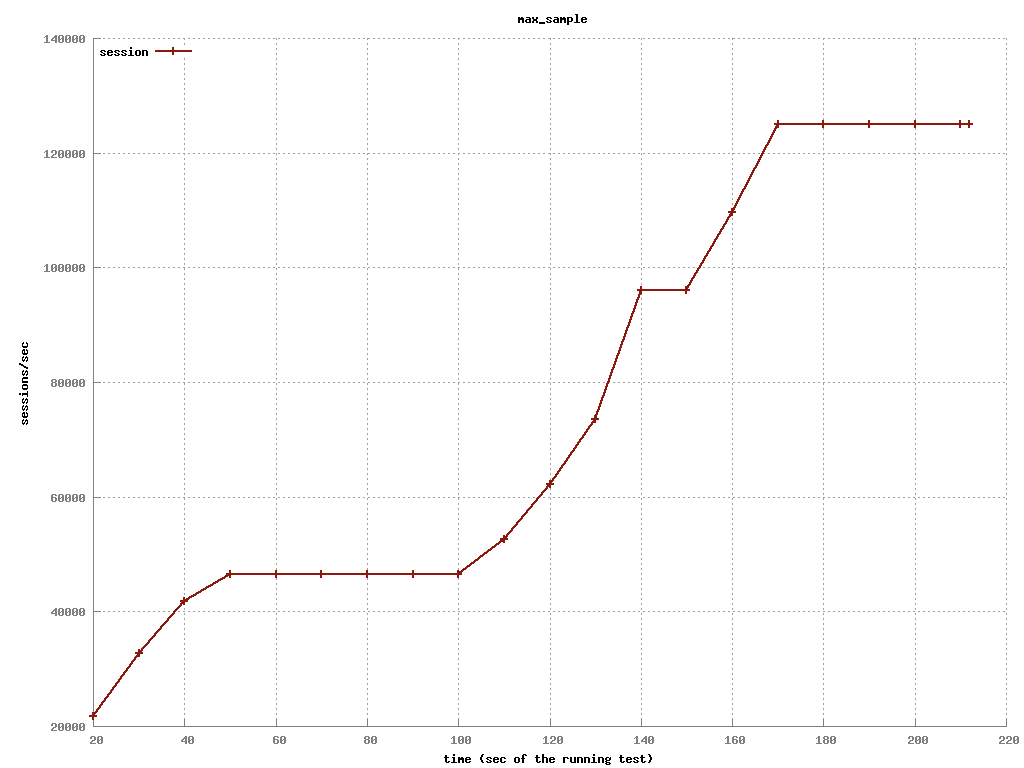 max_sample
140000
session
120000
100000
sessions/sec
80000
60000
40000
20000
20 40 60 80 100 120 140 160 180 200 220
time (sec of the running test)